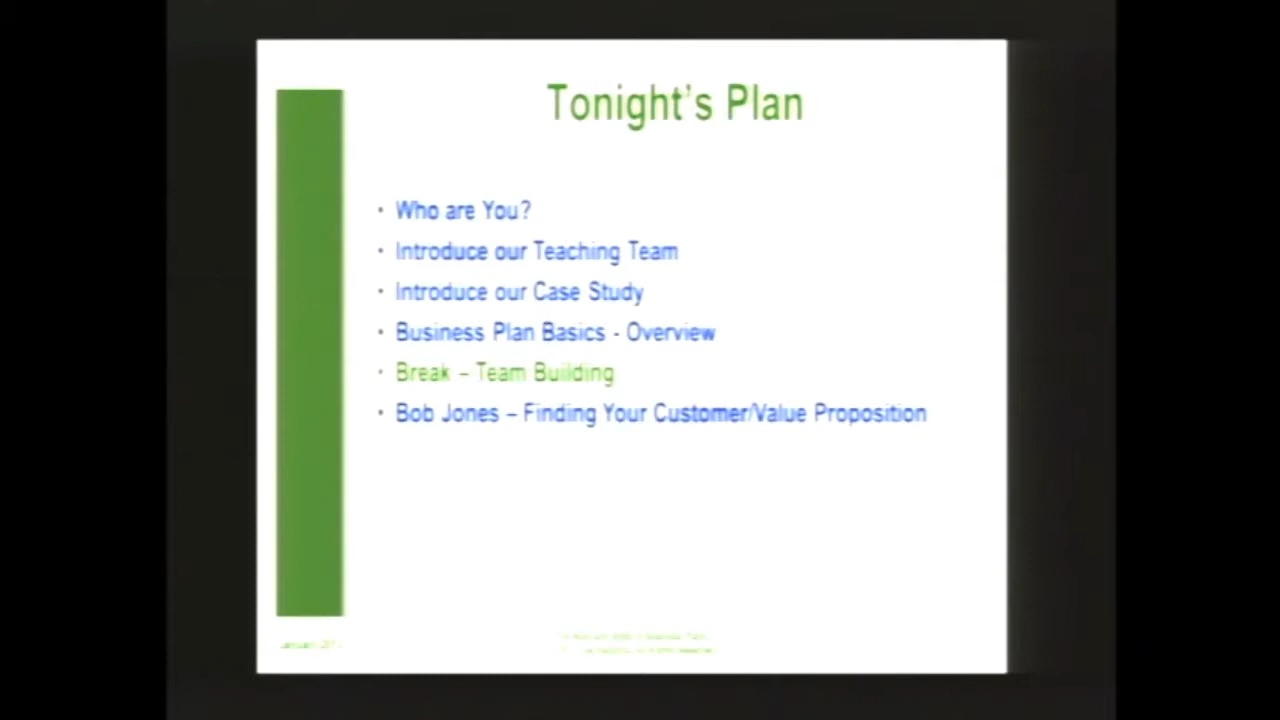 Tonight's Plan
· Who are You?
· Introduce our Teaching Team
· Introduce our Case Study
· Business Plan Basics - Overview
· Break – Team Building
· Bob Jones – Finding Your Customer/Value Proposition